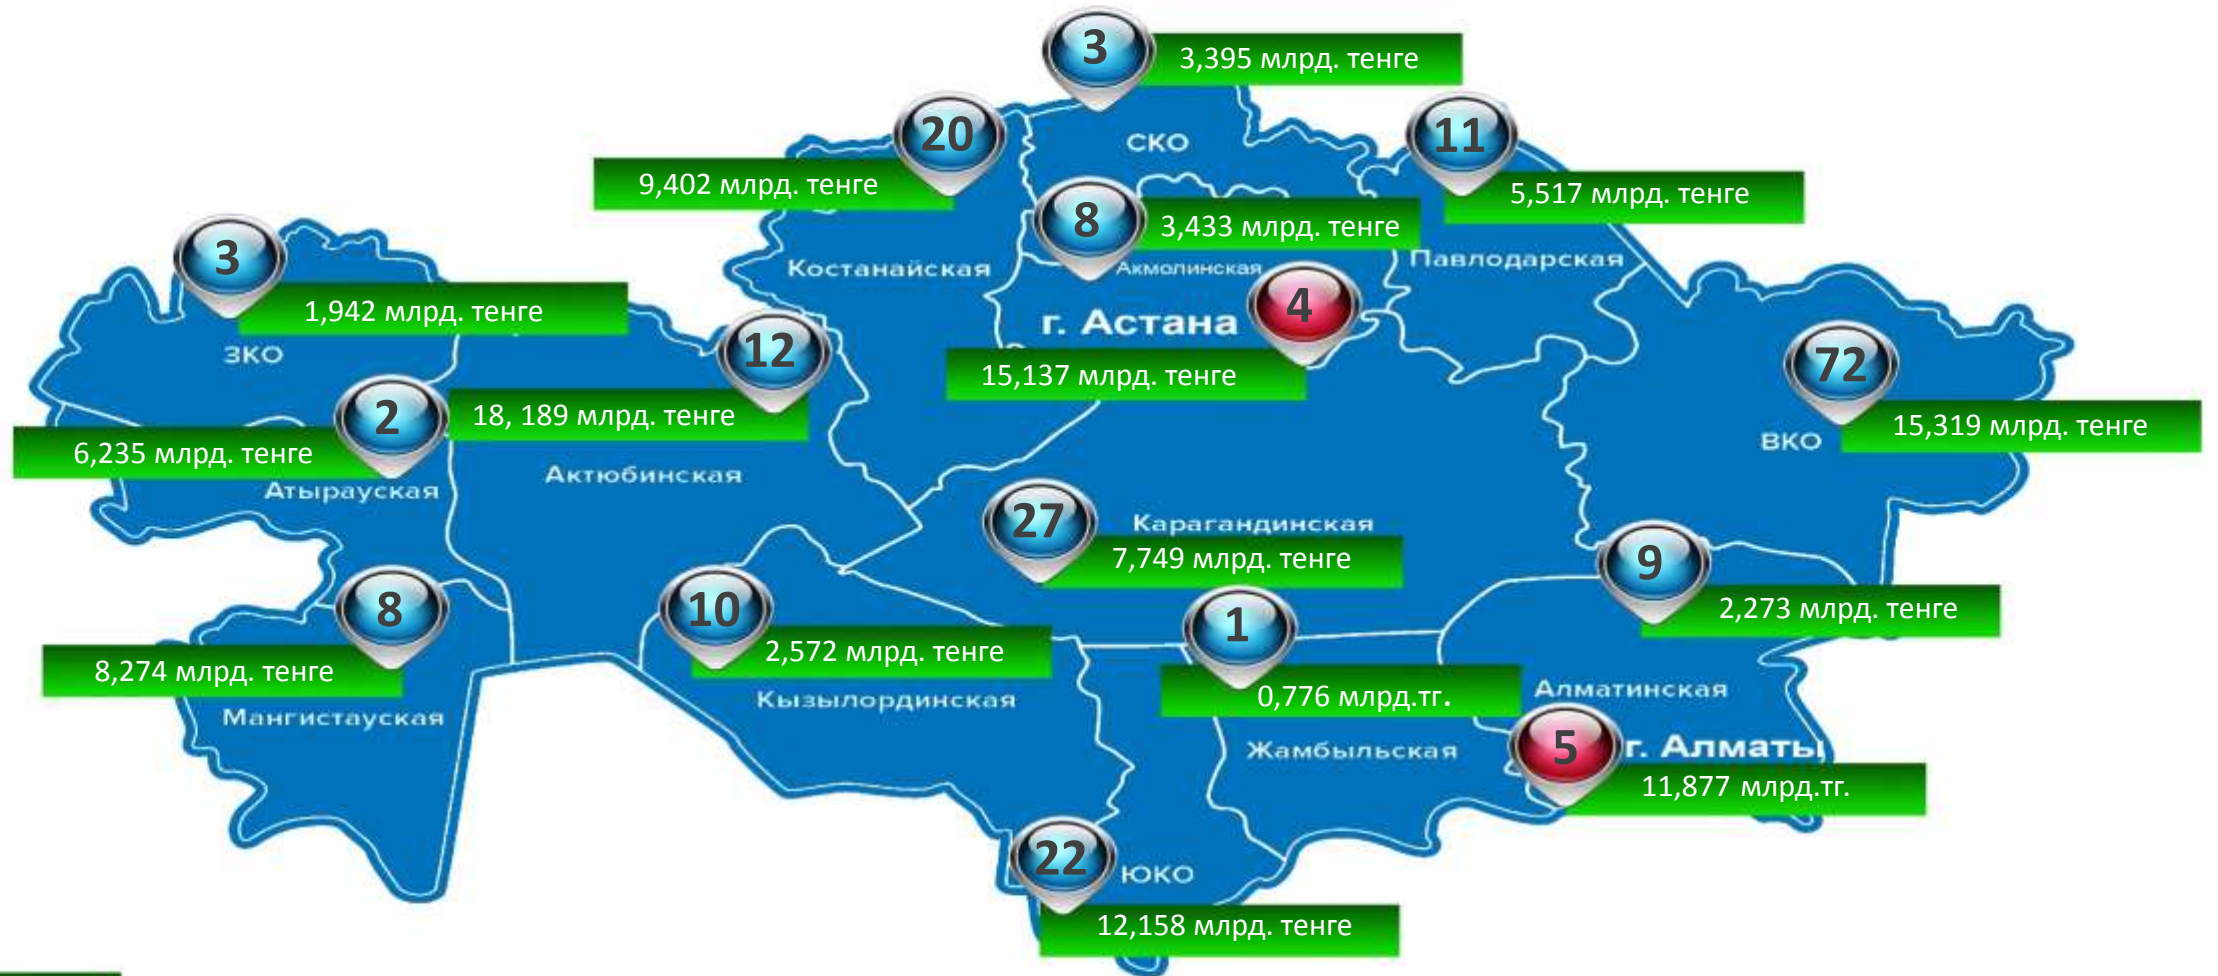 3
3,395 млрд. тенге
20
9,402 млрд. тенге
СКО
11
5,517 млрд. тенге
8
3,433 млрд. тенге
Акмолинская
Костанайская
Павлодарская
3
1,942 млрд. тенге
ЗКО
4
г. Астана
15,137 млрд. тенге
12
18, 189 млрд. тенге
72
15,319 млрд. тенге
ВКО
2
6,235 млрд. тенге
Атырауская
Актюбинская
27
Карагандинская
7,749 млрд. тенге
9
2,273 млрд. тенге
8
8,274 млрд. тенге
Мангистауская
10
2,572 млрд. тенге
Кызылординская
1
0,776 млрд.тг.
Алматинская
Жамбыльская
5
г. Алматы
11,877 млрд.тг.
22
ЮКО
12,158 млрд. тенге